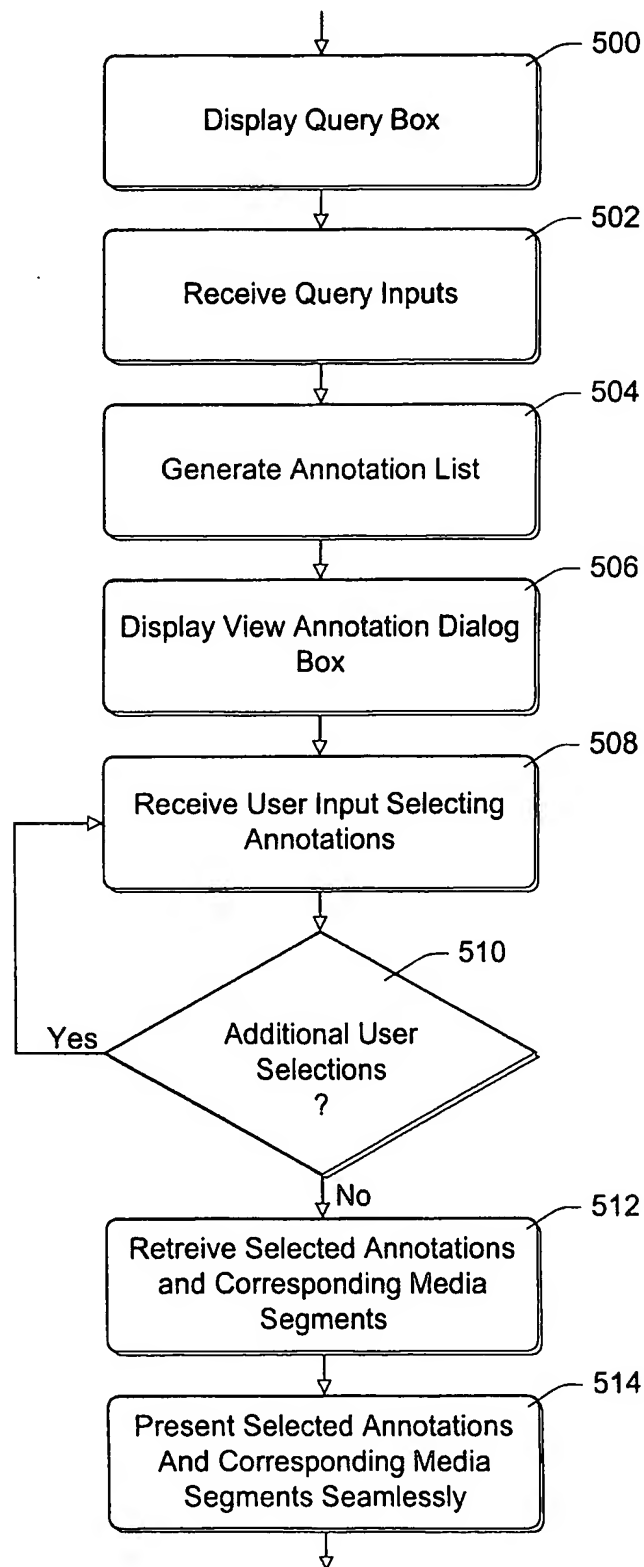 500
Display Query Box
502
Receive Query Inputs
504
Generate Annotation List
506
Display View Annotation Dialog
Box
508
Receive User Input Selecting
Annotations
510
Yes
Additional User
Selections
?
No
512
Retreive Selected Annotations
and Corresponding Media
Segments
514
Present Selected Annotations
And Corresponding Media
Segments Seamlessly